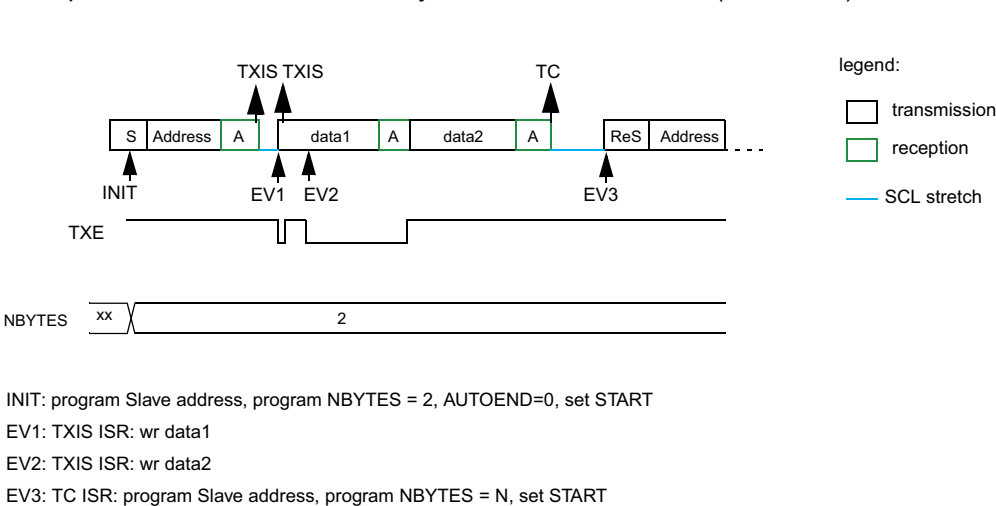 legend:
TXIS TXIS TC
transmission
S Address A data1 A data2 A ReS Address
reception
INIT EV1 EV2 EV3
SCL stretch
TXE
NBYTES xx 2
INIT: program Slave address, program NBYTES = 2, AUTOEND=0, set START
EV1: TXIS ISR: wr data1
EV2: TXIS ISR: wr data2
EV3: TC ISR: program Slave address, program NBYTES = N, set START